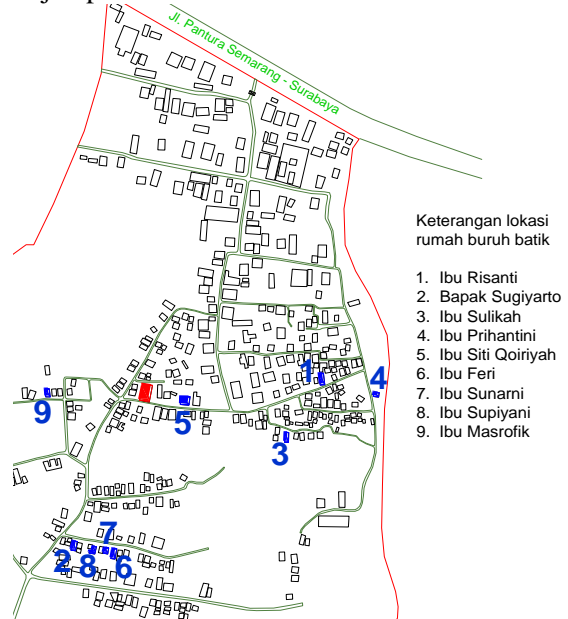 Jl. Pantura Semarang - Surabaya
Keterangan lokasi
rumah buruh batik
1. Ibu Risanti
2. Bapak Sugiyarto
3. Ibu Sulikah
4. Ibu Prihantini
5. Ibu Siti Qoiriyah
6. Ibu Feri
7. Ibu Sunarni
8. Ibu Supiyani
9. Ibu Masrofik
1
4
9
5
3
7
2
8
6